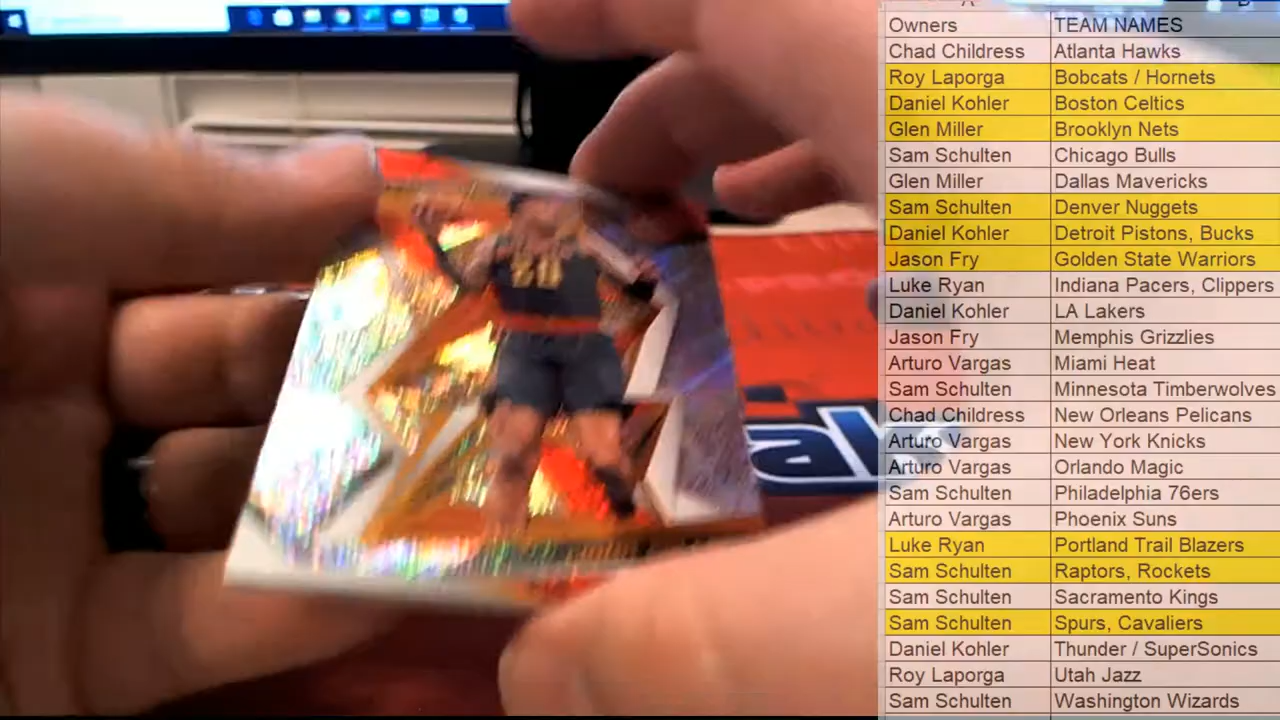 Owners TEAM NAMES
Chad Childress Atlanta Hawks
Roy Laporga Bobcats / Hornets
Daniel Kohler Boston Celtics
Glen Miller Brooklyn Nets
Sam Schulten Chicago Bulls
Glen Miller Dallas Mavericks
Sam Schulten Denver Nuggets
Daniel Kohler Detroit Pistons, Bucks
Jason Fry Golden State Warriors
Luke Ryan Indiana Pacers, Clippers
Daniel Kohler LA Lakers
Jason Fry Memphis Grizzlies
Arturo Vargas Miami Heat
Sam Schulten Minnesota Timberwolves
Chad Childress New Orleans Pelicans
Arturo Vargas New York Knicks
Arturo Vargas Orlando Magic
Sam Schulten Philadelphia 76ers
Arturo Vargas Phoenix Suns
Luke Ryan Portland Trail Blazers
Sam Schulten Raptors, Rockets
Sam Schulten Sacramento Kings
Sam Schulten Spurs, Cavaliers
Daniel Kohler Thunder / SuperSonics
Roy Laporga Utah Jazz
Sam Schulten Washington Wizards